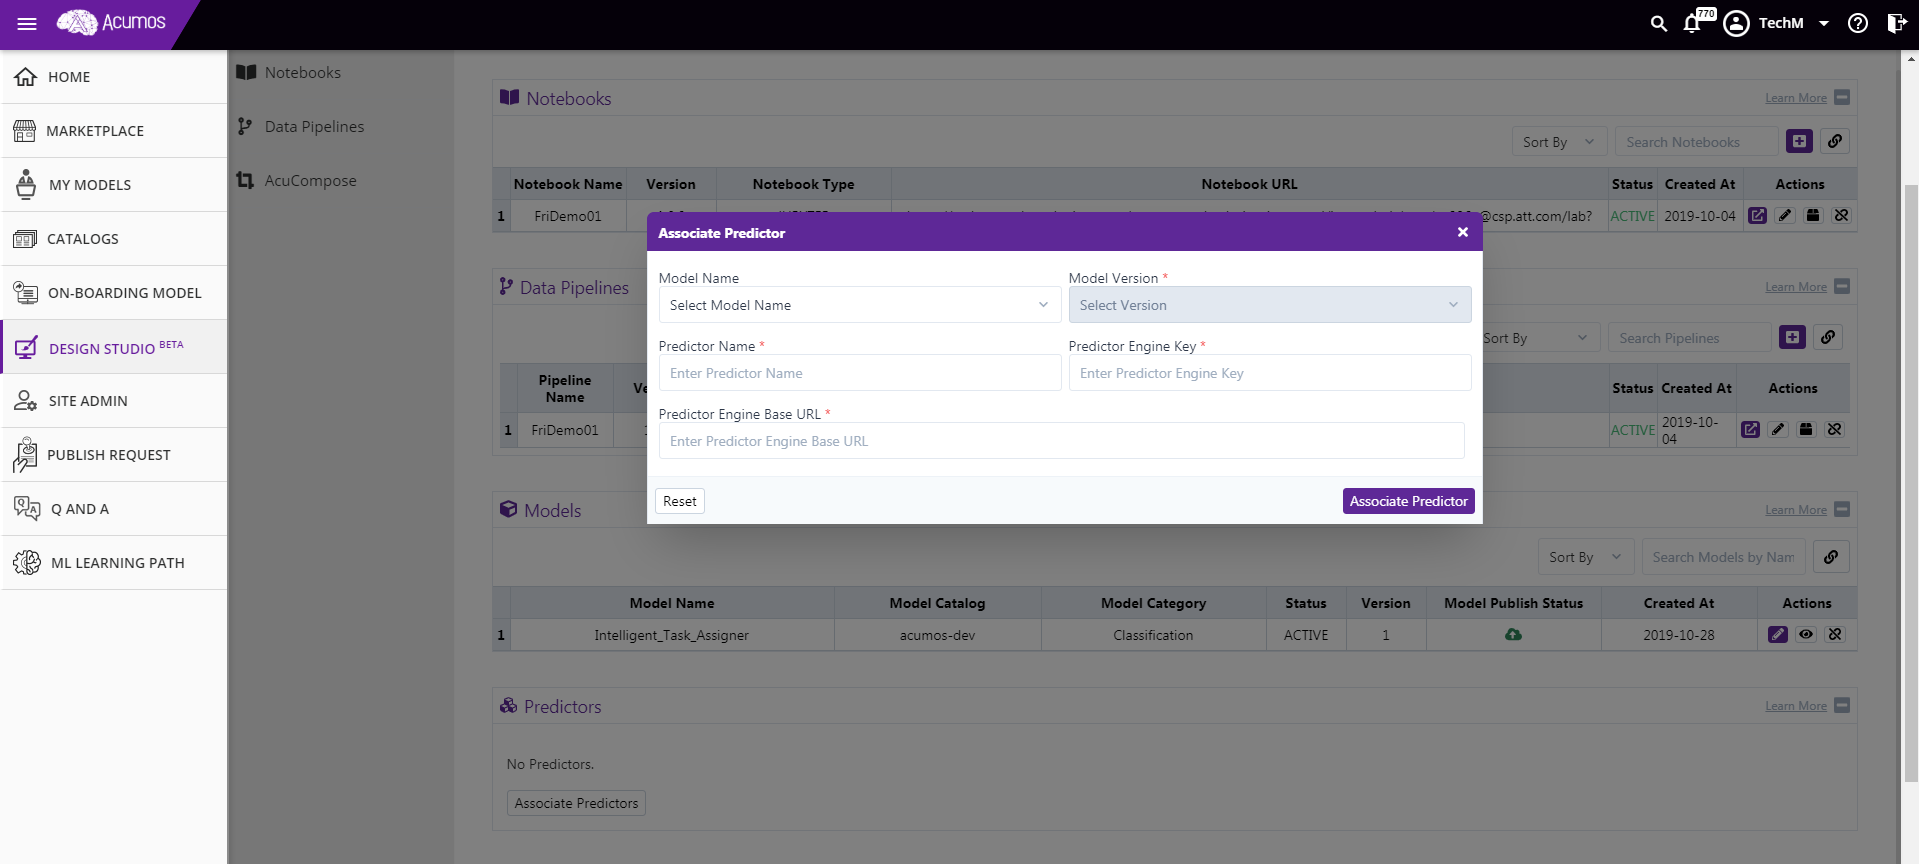 Acumos
770
TechM
HOME
MARKETPLACE
MY MODELS
CATALOGS
ON-BOARDING MODEL
DESIGN STUDIO BETA
SITE ADMIN
PUBLISH REQUEST
Q AND A
ML LEARNING PATH
Notebooks
Data Pipelines
AcuCompose
Notebooks
Learn More
Sort By
Search Notebooks
Notebook Name Version Notebook Type Notebook URL Status Created At Actions
1 FriDemo01 @csp.att.com/lab? ACTIVE 2019-10-04
Associate Predictor
Model Name
Select Model Name
Model Version *
Select Version
Predictor Name *
Enter Predictor Name
Predictor Engine Key *
Enter Predictor Engine Key
Predictor Engine Base URL *
Enter Predictor Engine Base URL
Reset
Associate Predictor
Data Pipelines
Learn More
Sort By
Search Pipelines
Pipeline
Name
Status Created At Actions
1 FriDemo01 ACTIVE
2019-10-
04
Models
Learn More
Sort By
Search Models by Nam
Model Name Model Catalog Model Category Status Version Model Publish Status Created At Actions
1 Intelligent_Task_Assigner acumos-dev Classification ACTIVE 1 2019-10-28
Predictors
Learn More
No Predictors.
Associate Predictors